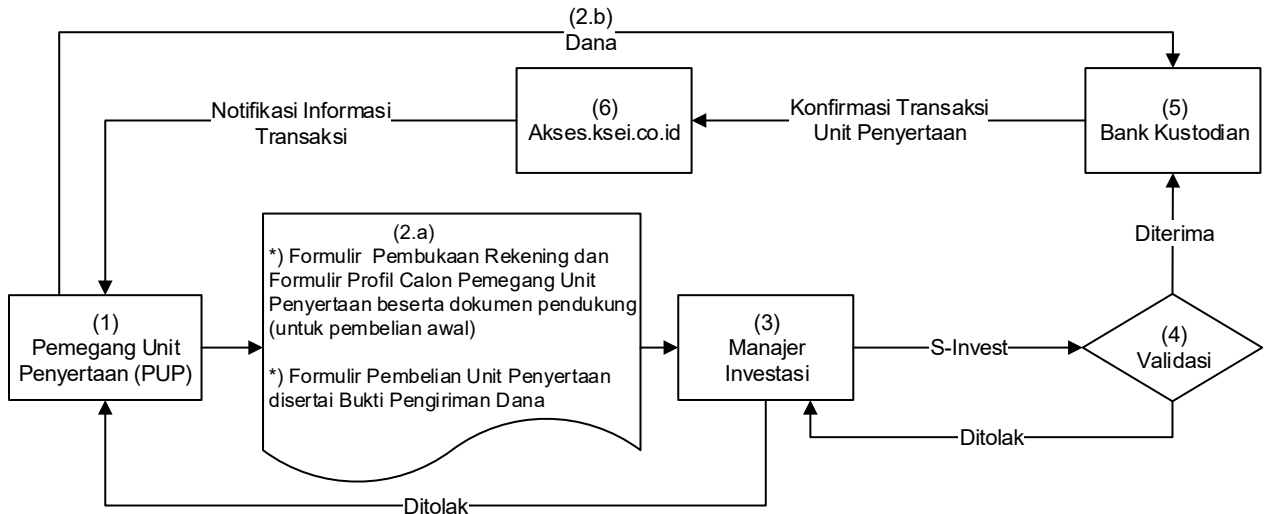 (2.b)
Dana
Notifikasi Informasi
Transaksi
(6)
Akses.ksei.co.id
Konfirmasi Transaksi
Unit Penyertaan
(5)
Bank Kustodian
Diterima
(1)
Pemegang Unit
Penyertaan (PUP)
(2.a)
*) Formulir Pembukaan Rekening dan
Formulir Profil Calon Pemegang Unit
Penyertaan beserta dokumen pendukung
(untuk pembelian awal)
*) Formulir Pembelian Unit Penyertaan
disertai Bukti Pengiriman Dana
(3)
Manajer
Investasi
S-Invest
(4)
Validasi
Ditolak
Ditolak